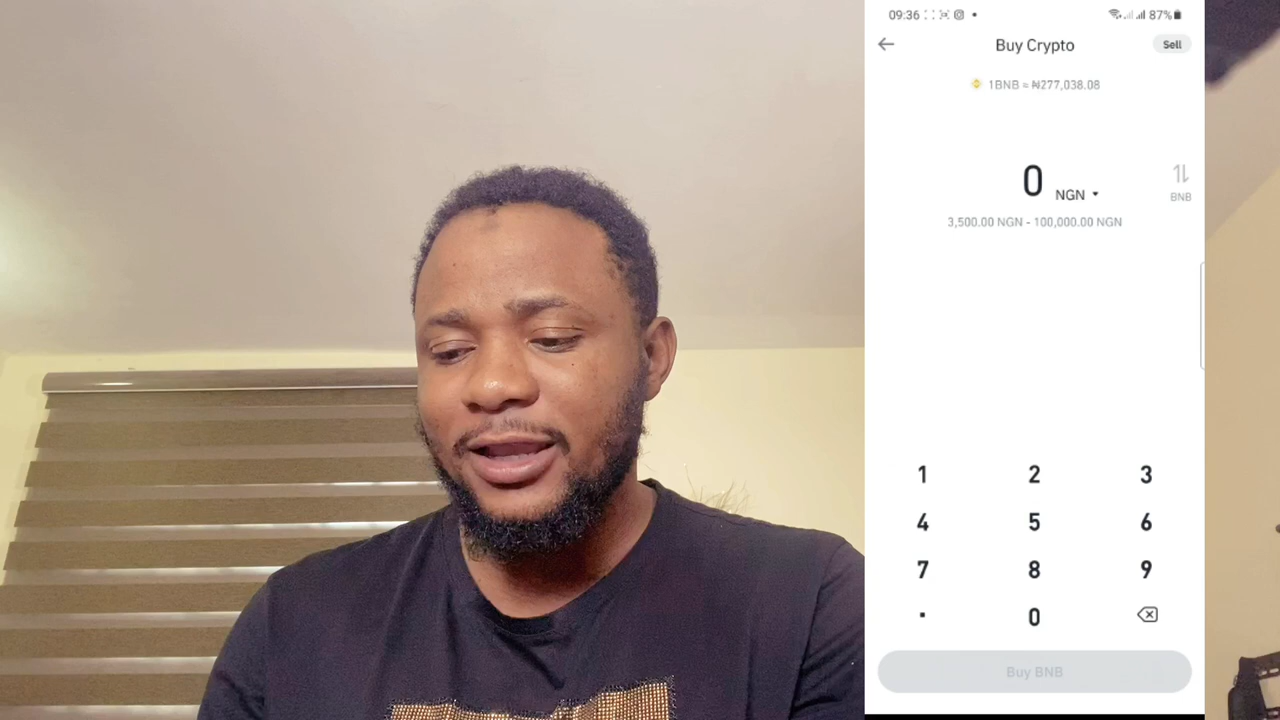 09:36
87%
Buy Crypto
Sell
1BNB ≈ ₦277,038.08
0 NGN
BNB
3,500.00 NGN - 100,000.00 NGN
1 2 3
4 5 6
7 8 9
. 0
Buy BNB